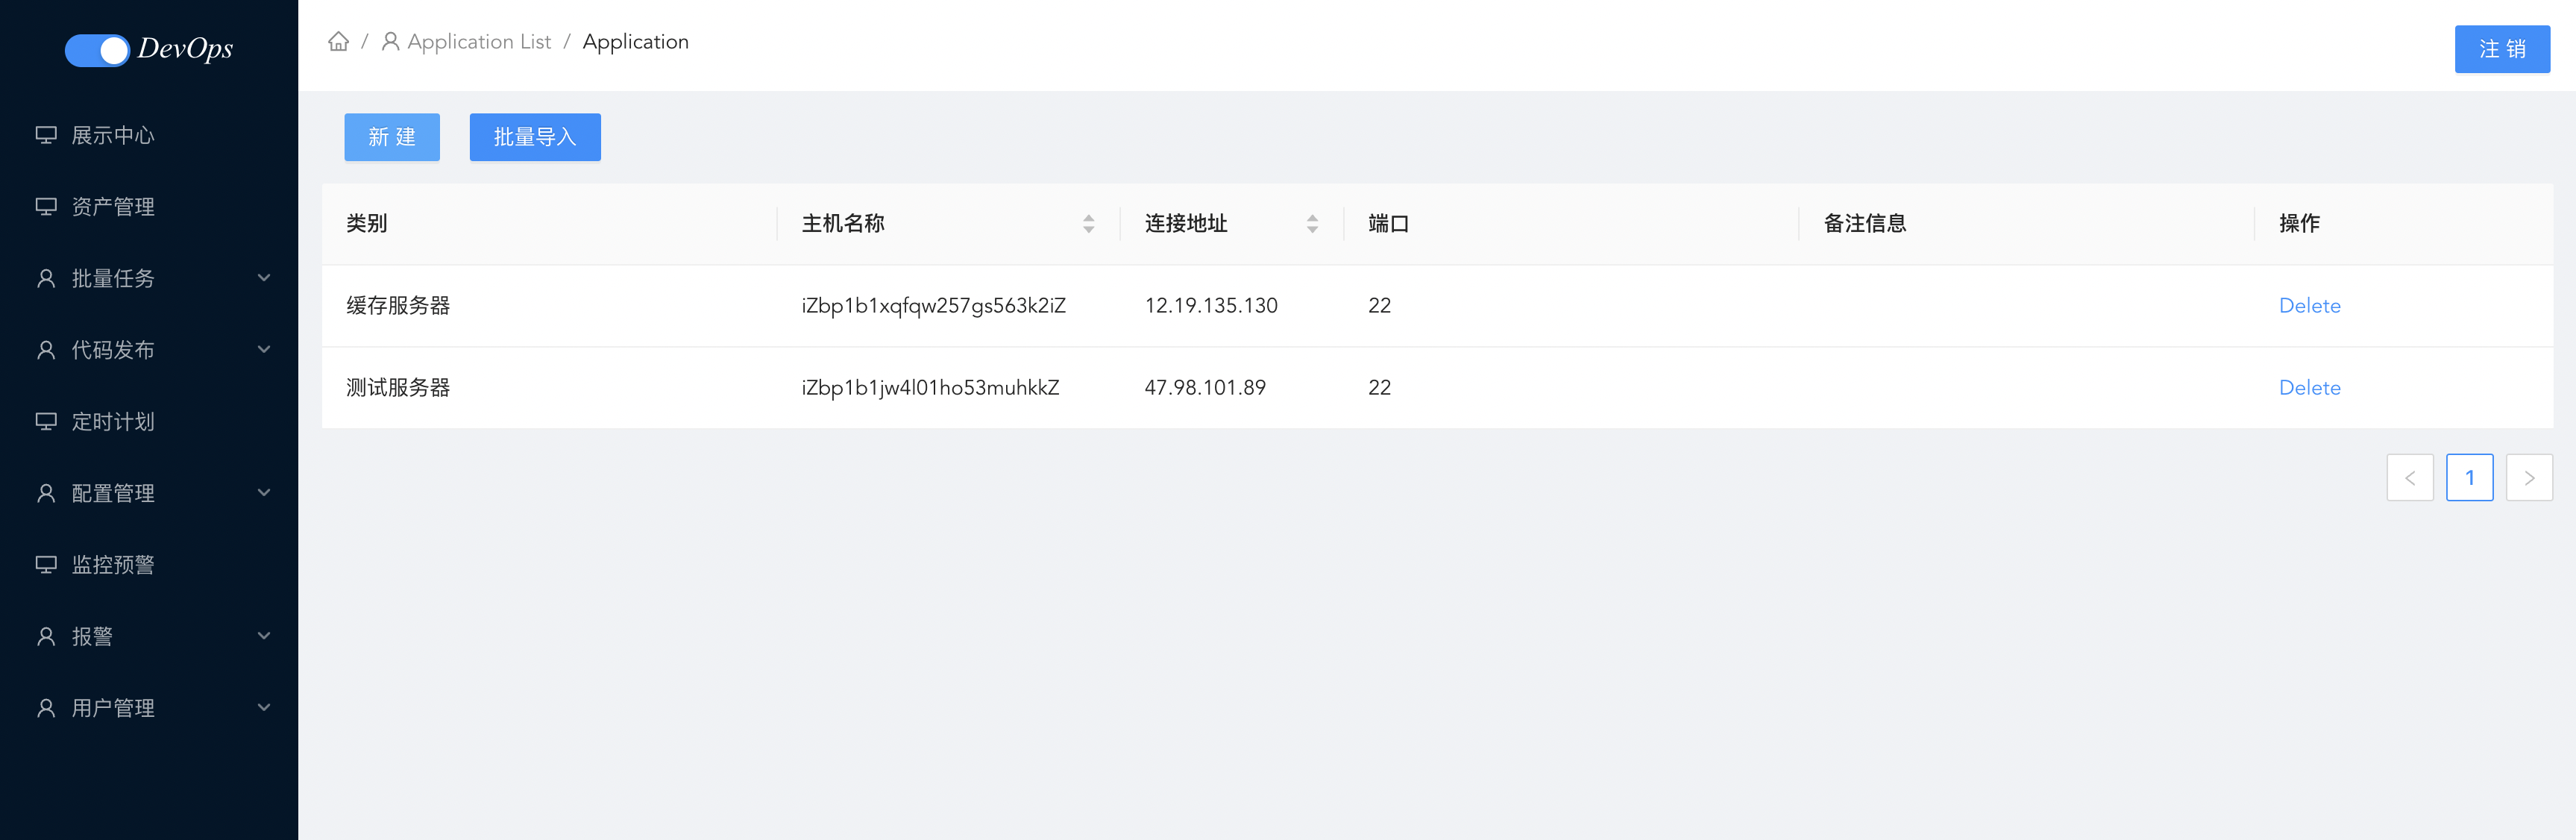 DevOps
展示中心
资产管理
批量任务
代码发布
定时计划
配置管理
监控预警
报警
用户管理
/ Application List / Application
注 销
新 建 批量导入
类别 主机名称 连接地址 端口 备注信息 操作
缓存服务器 iZbp1b1xqfqw257gs563k2iZ 12.19.135.130 22 Delete
测试服务器 iZbp1b1jw4l01ho53muhkkZ 47.98.101.89 22 Delete
1